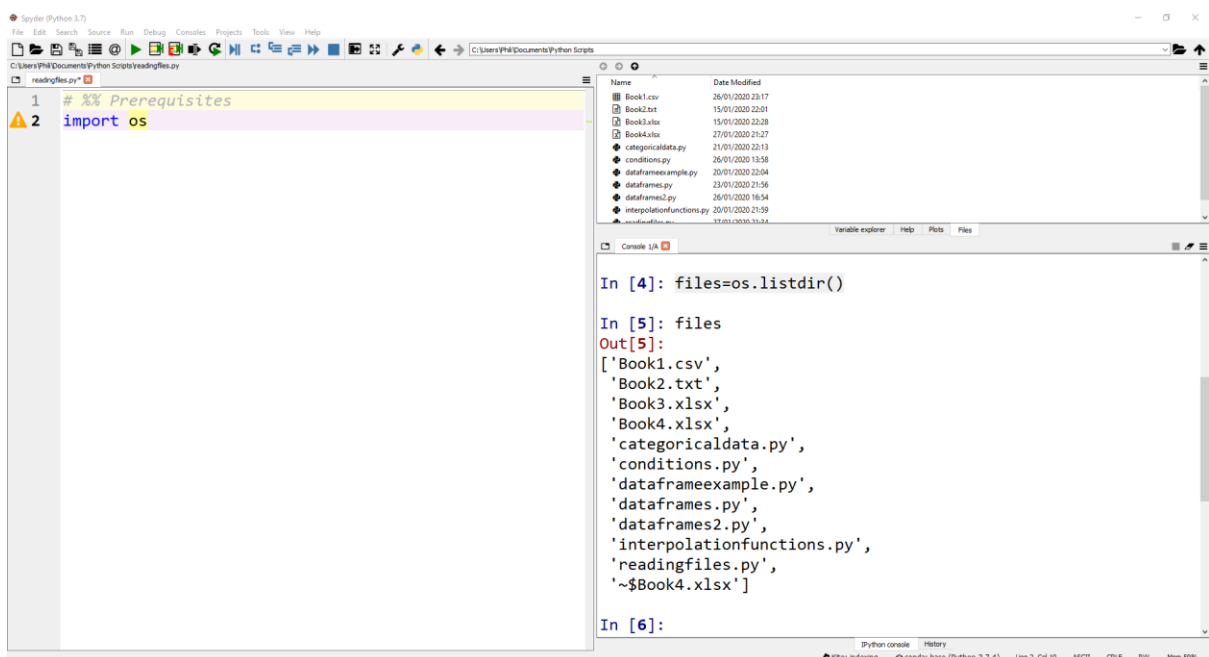 Spyder (Python 3.7)
File Edit Search Source Run Debug Consoles Projects Tools View Help
C:\Users\Phil\Documents\Python Scripts
C:\Users\Phil\Documents\Python Scripts\readingfiles.py
readingfiles.py*
1 # %% Prerequisites
2 import os
Name Date Modified
Book1.csv 26/01/2020 23:17
Book2.txt 15/01/2020 22:01
Book3.xlsx 15/01/2020 22:28
Book4.xlsx 27/01/2020 21:27
categoricaldata.py 21/01/2020 22:13
conditions.py 26/01/2020 13:58
dataframeexample.py 20/01/2020 22:04
dataframes.py 23/01/2020 21:56
dataframes2.py 26/01/2020 16:54
interpolationfunctions.py 20/01/2020 21:59
Variable explorer Help Plots Files
Console 1/A
In [4]: files=os.listdir()
In [5]: files
Out[5]:
['Book1.csv',
'Book2.txt',
'Book3.xlsx',
'Book4.xlsx',
'categoricaldata.py',
'conditions.py',
'dataframeexample.py',
'dataframes.py',
'dataframes2.py',
'interpolationfunctions.py',
'readingfiles.py',
'~$Book4.xlsx']
In [6]:
IPython console History